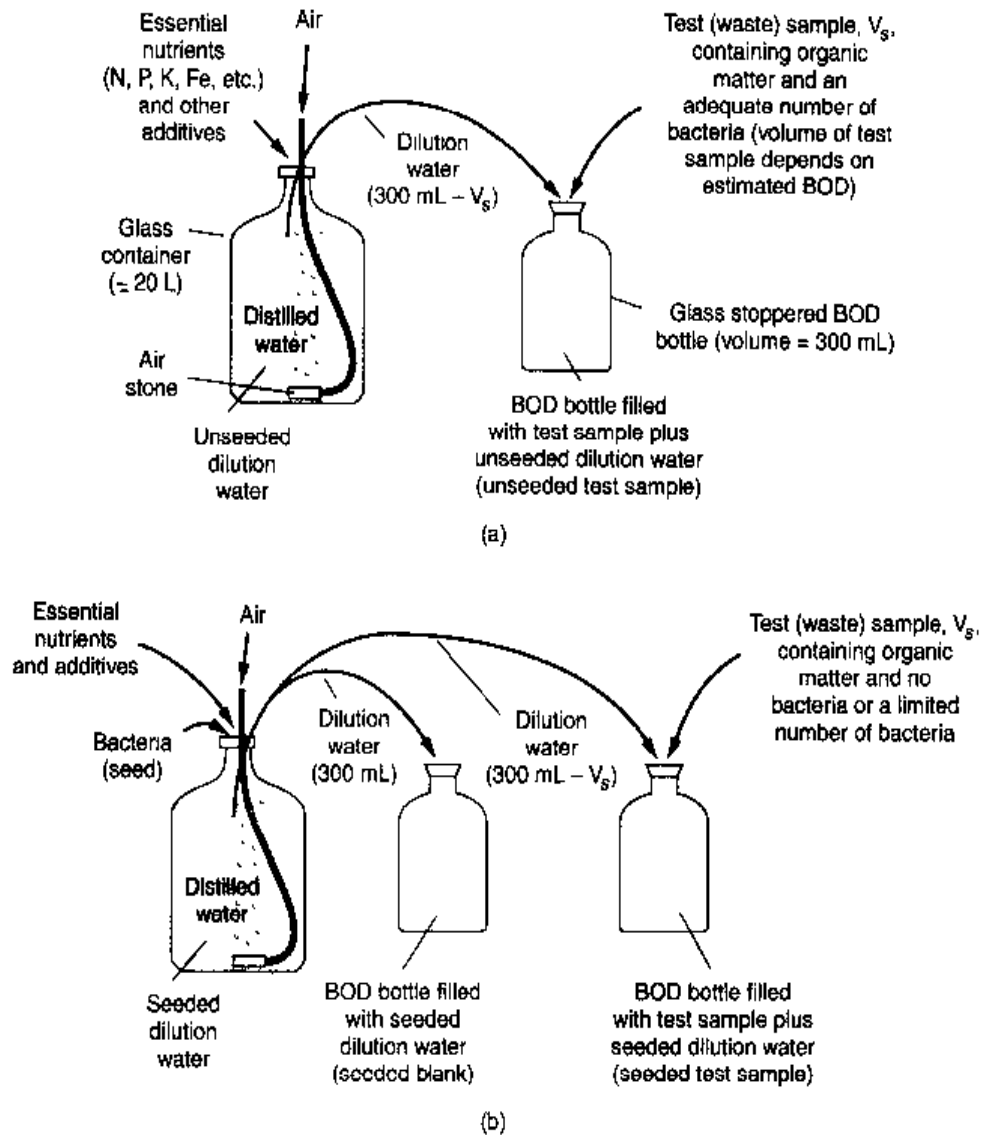 Essential
nutrients
(N, P, K, Fe, etc.)
and other
additives
Air
Dilution
water
(300 mL – Vs)
Test (waste) sample, Vs,
containing organic
matter and an
adequate number of
bacteria (volume of test
sample depends on
estimated BOD)
Glass
container
(≃ 20 L)
Distilled
water
Air
stone
Unseeded
dilution
water
Glass stoppered BOD
bottle (volume = 300 mL)
BOD bottle filled
with test sample plus
unseeded dilution water
(unseeded test sample)
(a)
Essential
nutrients
and additives
Air
Bacteria
(seed)
Dilution
water
(300 mL)
Dilution
water
(300 mL – Vs)
Test (waste) sample, Vs,
containing organic
matter and no
bacteria or a limited
number of bacteria
Distilled
water
Seeded
dilution
water
BOD bottle filled
with seeded
dilution water
(seeded blank)
BOD bottle filled
with test sample plus
seeded dilution water
(seeded test sample)
(b)